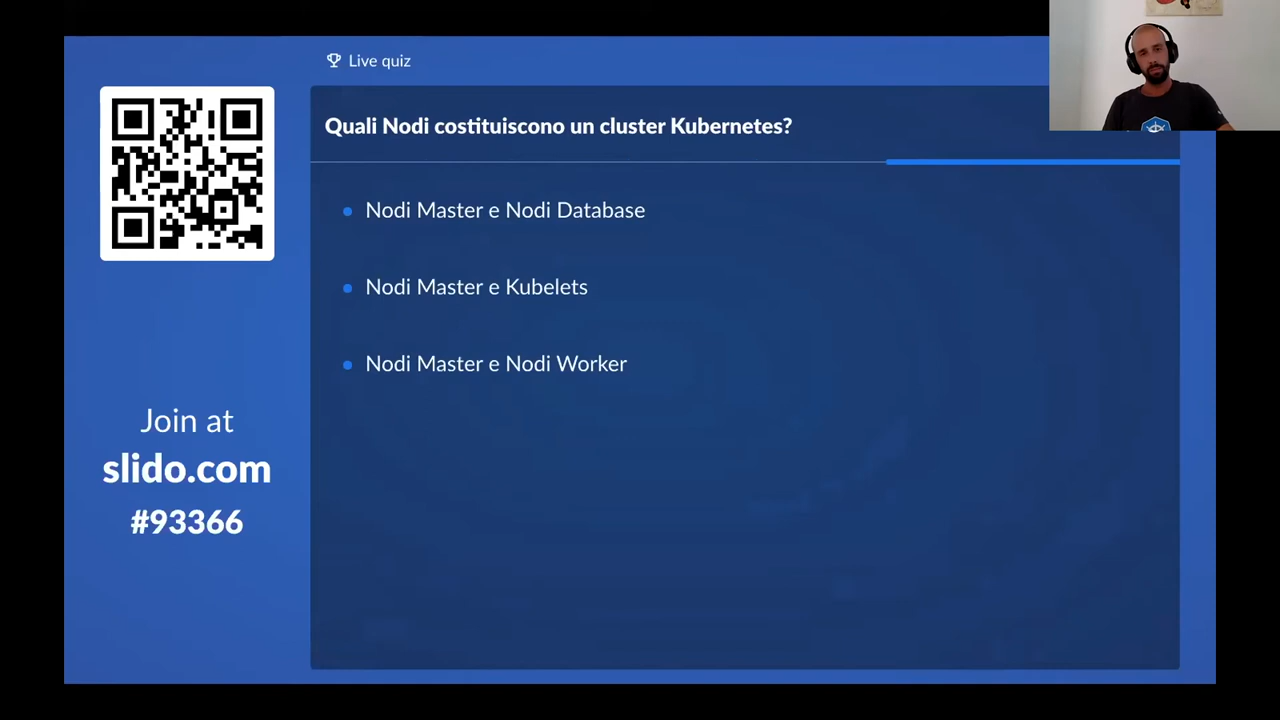 Live quiz
Quali Nodi costituiscono un cluster Kubernetes?
Nodi Master e Nodi Database
Nodi Master e Kubelets
Nodi Master e Nodi Worker
Join at
slido.com
#93366